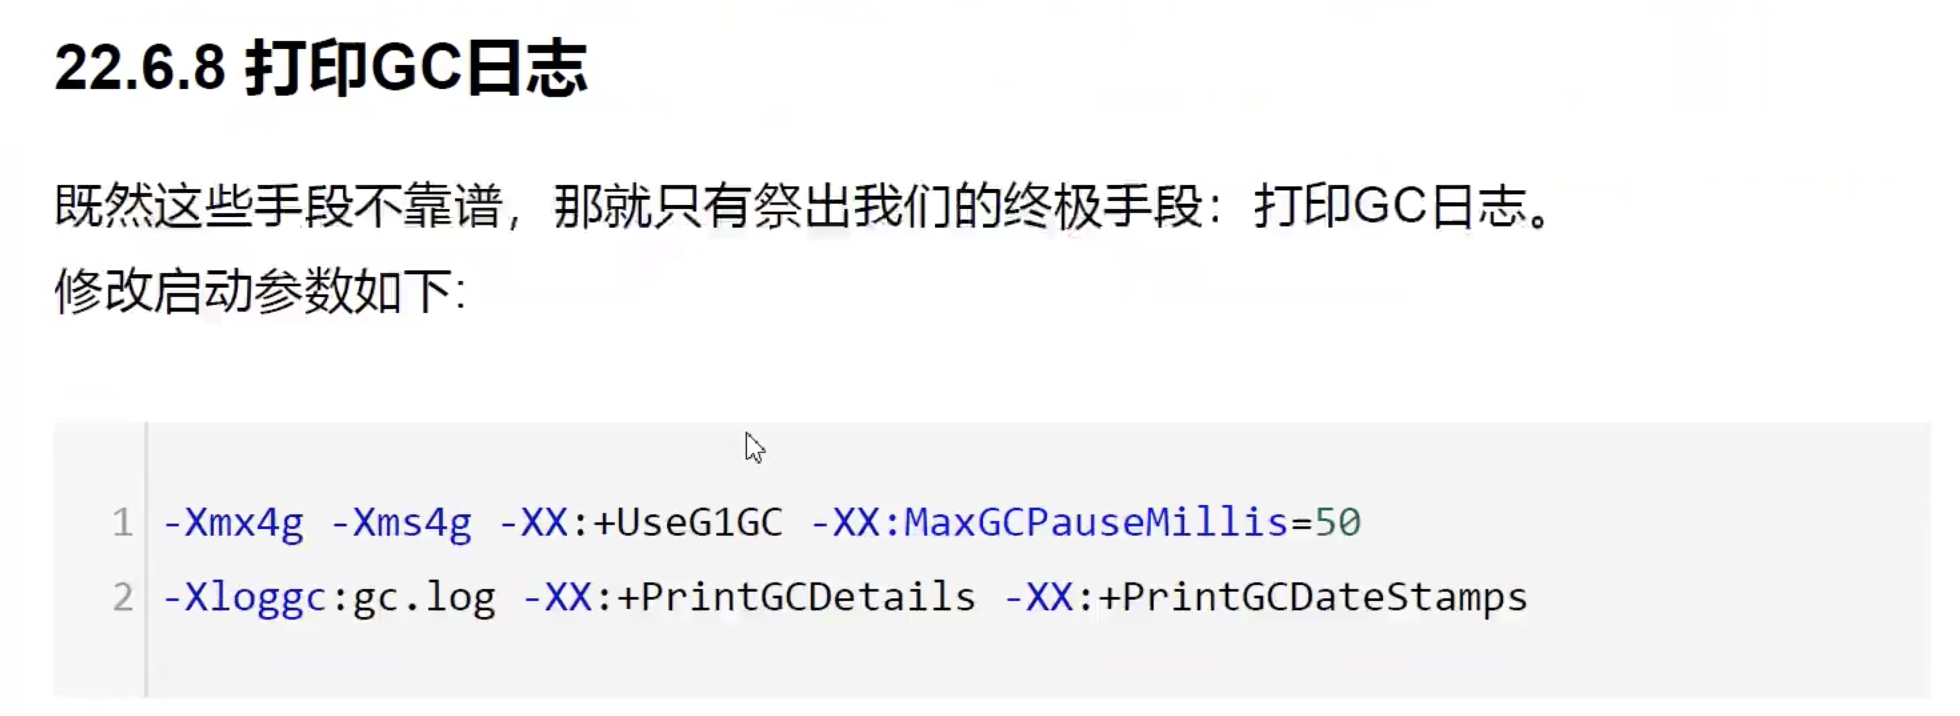 22.6.8 打印GC日志
既然这些手段不靠谱，那就只有祭出我们的终极手段：打印GC日志。
修改启动参数如下:
1 -Xmx4g -Xms4g -XX:+UseG1GC -XX:MaxGCPauseMillis=50
2 -Xloggc:gc.log -XX:+PrintGCDetails -XX:+PrintGCDateStamps